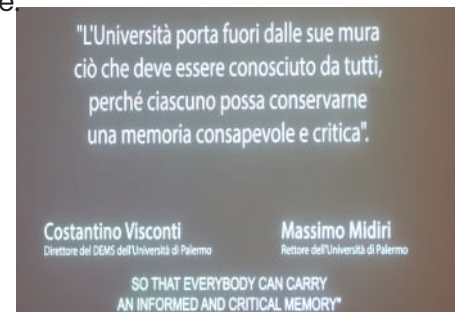 e.
"L'Università porta fuori dalle sue mura
ciò che deve essere conosciuto da tutti,
perché ciascuno possa conservarne
una memoria consapevole e critica".
Costantino Visconti
Direttore del DEMS dell'Università di Palermo
Massimo Midiri
Rettore dell'Università di Palermo
SO THAT EVERYBODY CAN CARRY
AN INFORMED AND CRITICAL MEMORY"